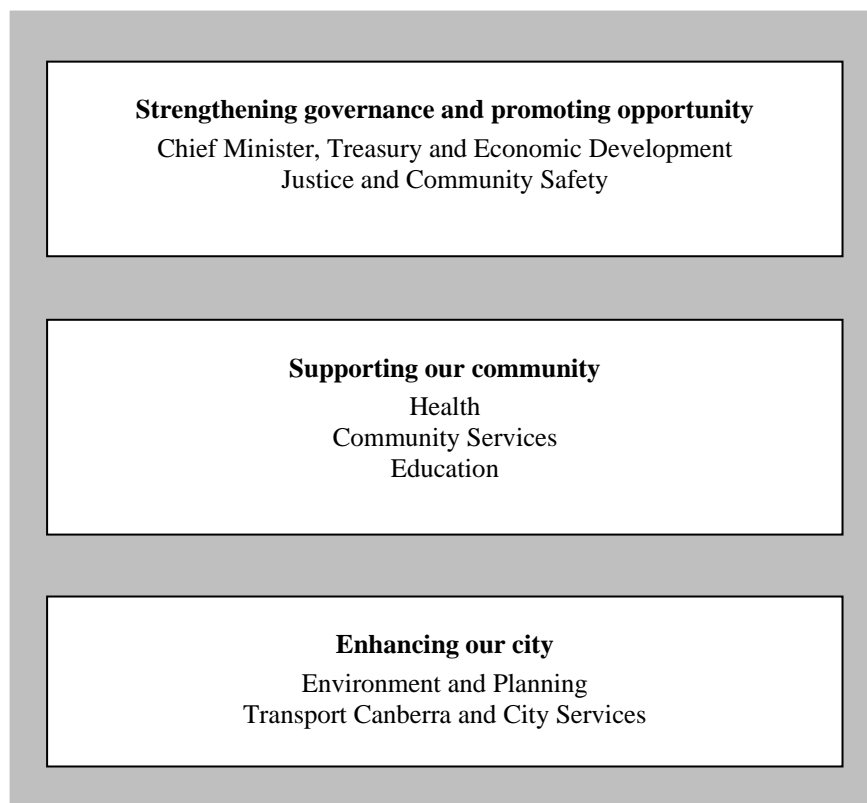 Strengthening governance and promoting opportunity
Chief Minister, Treasury and Economic Development
Justice and Community Safety
Supporting our community
Health
Community Services
Education
Enhancing our city
Environment and Planning
Transport Canberra and City Services